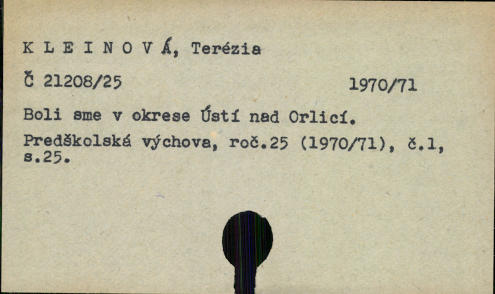 K L E I N O V Á, Terézia
Č 21208/25 1970/71
Boli sme v okrese Ústí nad Orlicí.
Predškolská výchova, roč.25 (1970/71), č.1,
s.25.